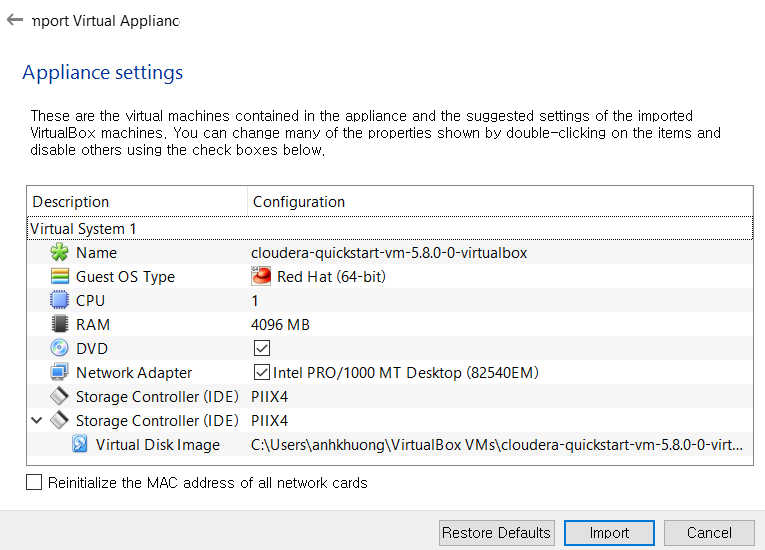 mport Virtual Applianc
Appliance settings
These are the virtual machines contained in the appliance and the suggested settings of the imported
VirtualBox machines. You can change many of the properties shown by double-clicking on the items and
disable others using the check boxes below.
Description Configuration
Virtual System 1
Name cloudera-quickstart-vm-5.8.0-0-virtualbox
Guest OS Type Red Hat (64-bit)
CPU 1
RAM 4096 MB
DVD
Network Adapter Intel PRO/1000 MT Desktop (82540EM)
Storage Controller (IDE) PIIX4
Storage Controller (IDE) PIIX4
Virtual Disk Image C:\Users\anhkhuong\VirtualBox VMs\cloudera-quickstart-vm-5.8.0-0-virt...
Reinitialize the MAC address of all network cards
Restore Defaults Import Cancel